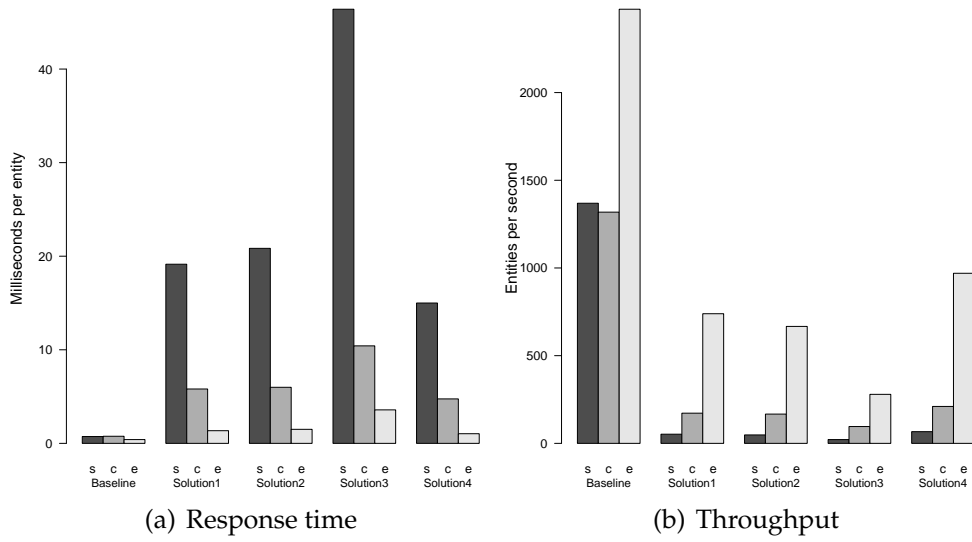 Milliseconds per entity
40
30
20
10
0
s c e s c e s c e s c e s c e
Baseline Solution1 Solution2 Solution3 Solution4
(a) Response time
Entities per second
2000
1500
1000
500
0
s c e s c e s c e s c e s c e
Baseline Solution1 Solution2 Solution3 Solution4
(b) Throughput